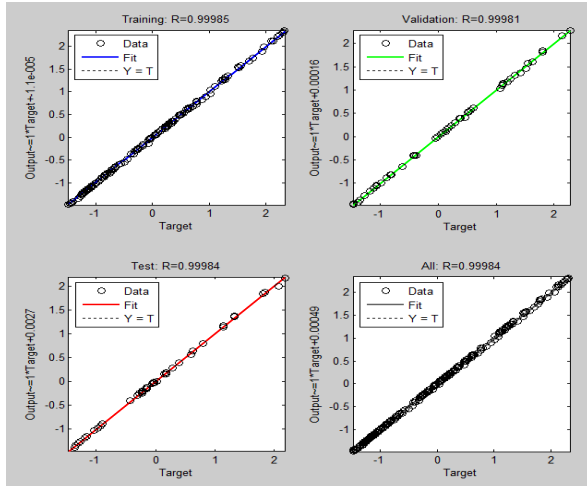 Training: R=0.99985
Output~=1*Target+-1.1e-005
Data
Fit
Y = T
2
1.5
1
0.5
0
-0.5
-1
-1
0
1
2
Target
Validation: R=0.99981
Output~=1*Target+0.00016
Data
Fit
Y = T
2
1.5
1
0.5
0
-0.5
-1
-1
0
1
2
Target
Test: R=0.99984
Output~=1*Target+0.0027
Data
Fit
Y = T
2
1.5
1
0.5
0
-0.5
-1
-1
0
1
2
Target
All: R=0.99984
Output~=1*Target+0.00049
Data
Fit
Y = T
2
1.5
1
0.5
0
-0.5
-1
-1
0
1
2
Target